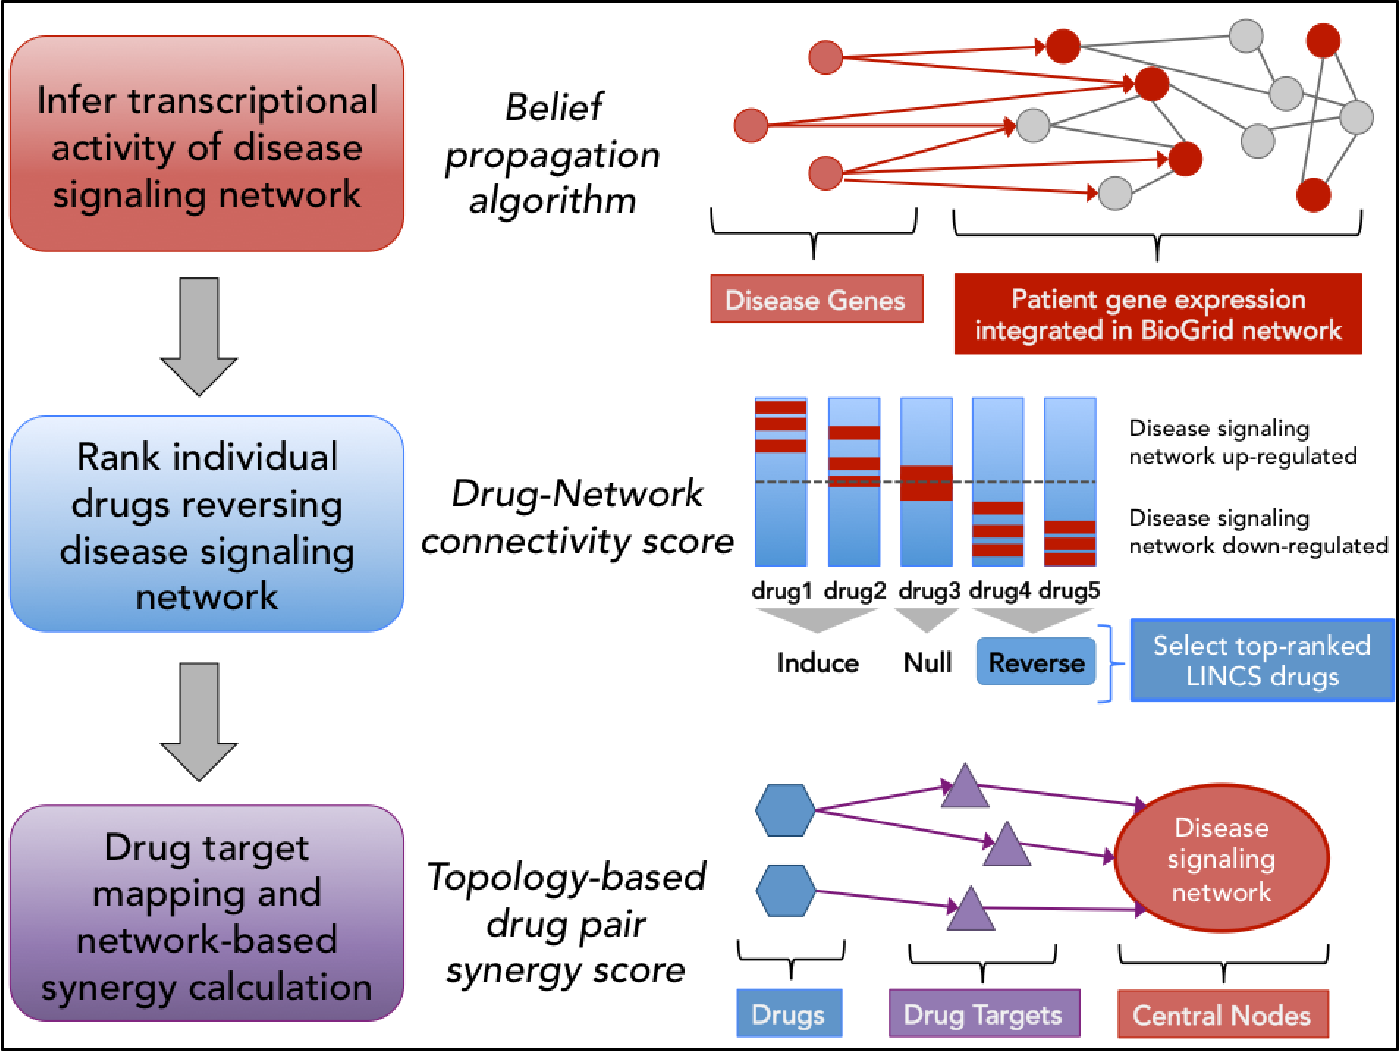 Infer transcriptional
activity of disease
signaling network
Belief
propagation
algorithm
Disease Genes
Patient gene expression
integrated in BioGrid network
Rank individual
drugs reversing
disease signaling
network
Drug-Network
connectivity score
Disease signaling
network up-regulated
Disease signaling
network down-regulated
drug1 drug2 drug3 drug4 drug5
Induce Null Reverse
Select top-ranked
LINCS drugs
Drug target
mapping and
network-based
synergy calculation
Topology-based
drug pair
synergy score
Disease
signaling
network
Drugs Drug Targets Central Nodes